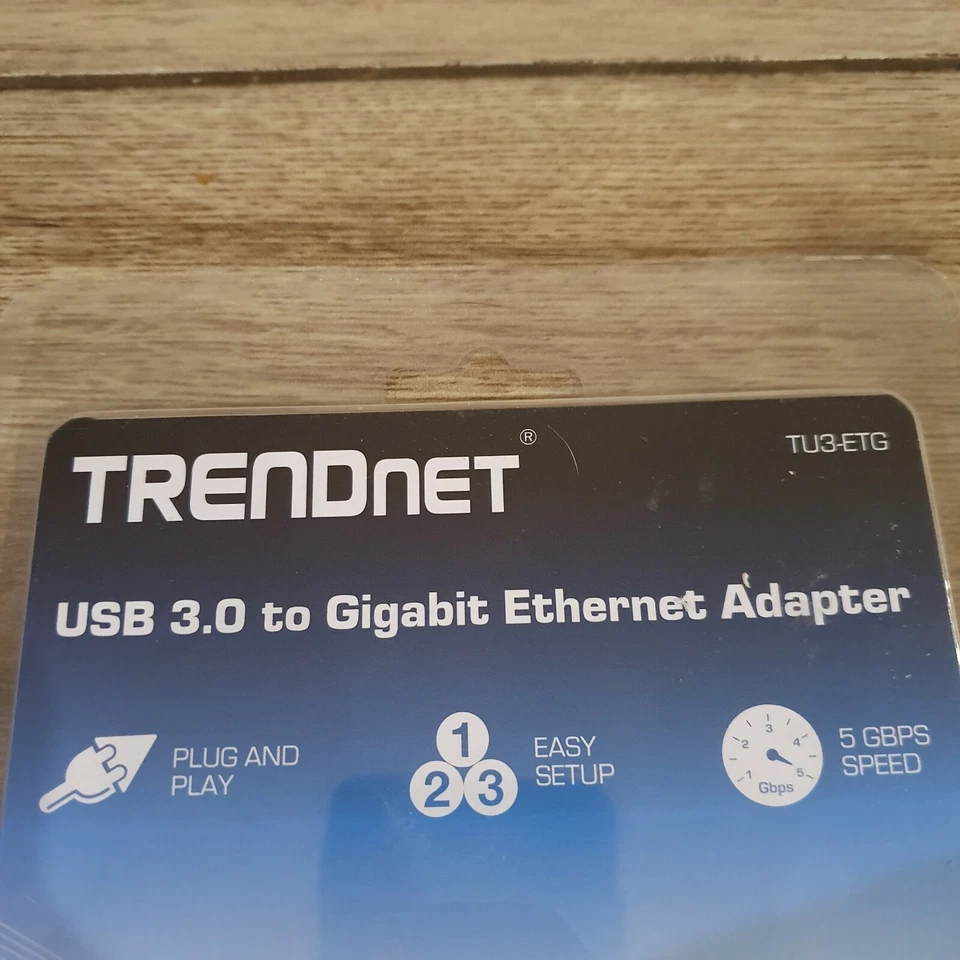 TRENDnet®
TU3-ETG
USB 3.0 to Gigabit Ethernet Adapter
PLUG AND
PLAY
1
2 3
EASY
SETUP
1 2 3 4 5
Gbps
5 GBPS
SPEED